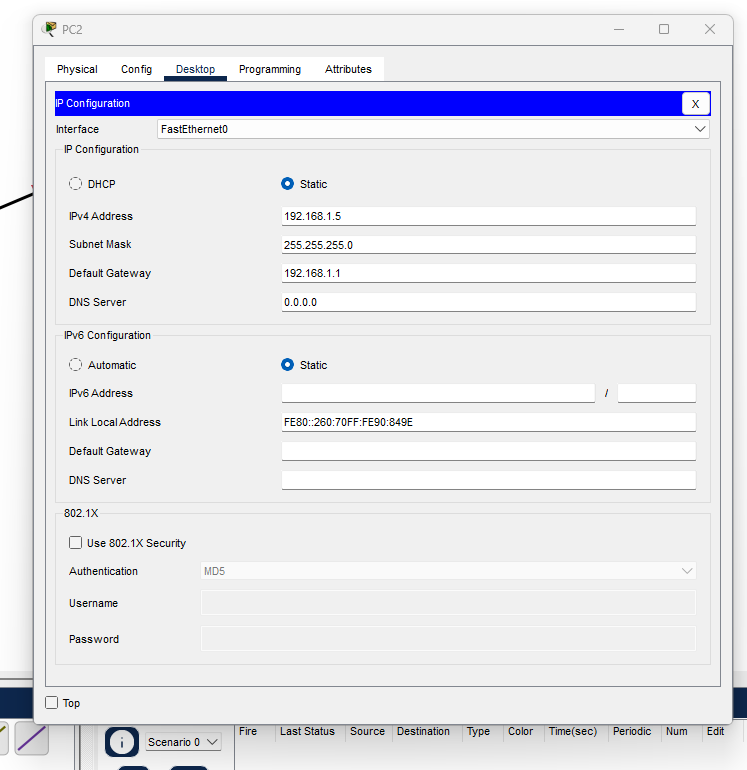 PC2
Physical Config Desktop Programming Attributes
IP Configuration X
Interface FastEthernet0
IP Configuration
DHCP Static
IPv4 Address 192.168.1.5
Subnet Mask 255.255.255.0
Default Gateway 192.168.1.1
DNS Server 0.0.0.0
IPv6 Configuration
Automatic Static
IPv6 Address /
Link Local Address FE80::260:70FF:FE90:849E
Default Gateway
DNS Server
802.1X
Use 802.1X Security
Authentication MD5
Username
Password
Top
Scenario 0 Fire Last Status Source Destination Type Color Time(sec) Periodic Num Edit